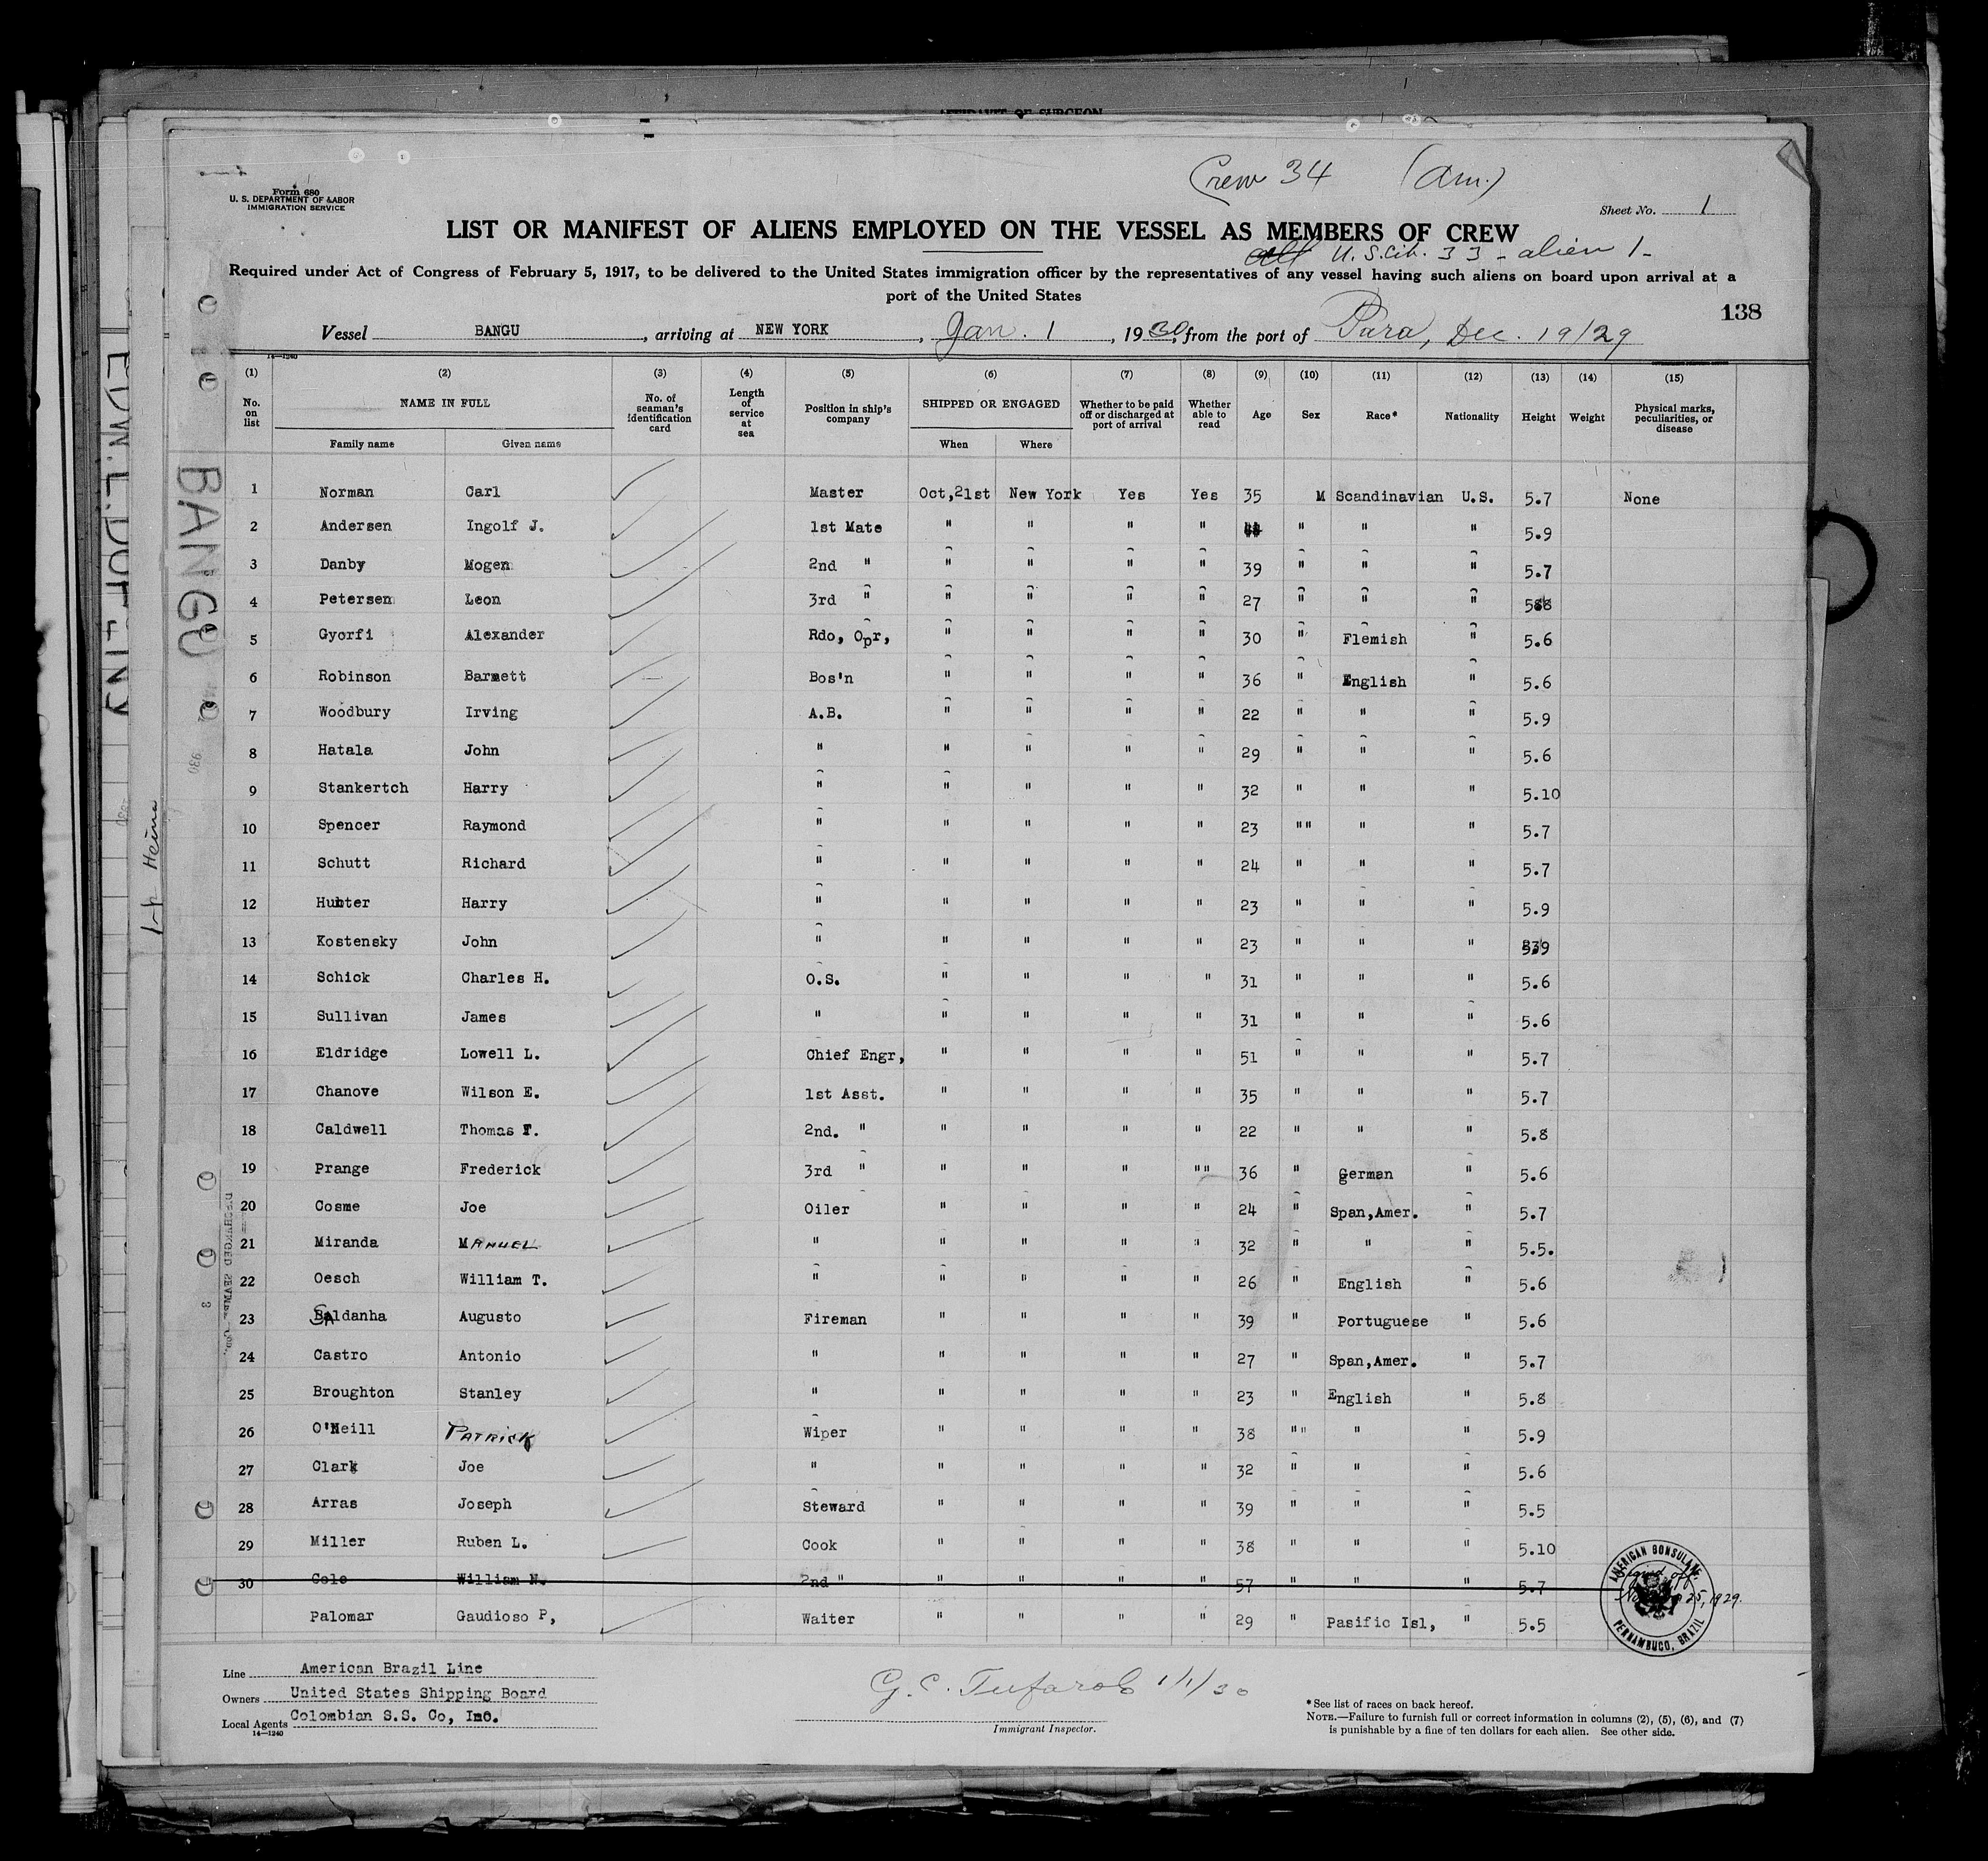 AFFIDAVIT OF SURGEON
Crew 34 (Am.)
Form 680
U. S. DEPARTMENT OF LABOR
IMMIGRATION SERVICE
Sheet No. 1
LIST OR MANIFEST OF ALIENS EMPLOYED ON THE VESSEL AS MEMBERS OF CREW
all U.S. Cit. 33 - alien 1-
Required under Act of Congress of February 5, 1917, to be delivered to the United States immigration officer by the representatives of any vessel having such aliens on board upon arrival at a
port of the United States
138
Vessel BANGU, arriving at NEW YORK, Jan. 1, 1930, from the port of Para, Dec. 19/29
14-1240
(1) (2) (3) (4) (5) (6) (7) (8) (9) (10) (11) (12) (13) (14) (15)
No. on list NAME IN FULL No. of seaman's identification card Length of service at sea Position in ship's company SHIPPED OR ENGAGED Whether to be paid off or discharged at port of arrival Whether able to read Age Sex Race* Nationality Height Weight Physical marks, peculiarities, or disease
Family name Given name When Where
1 Norman Carl Master Oct,21st New York Yes Yes 35 M Scandinavian U.S. 5.7 None
2 Andersen Ingolf J. 1st Mate " " " " " " " 5.9
3 Danby Mogen 2nd " " " " " 39 " " " 5.7
4 Petersen Leon 3rd " " " " " 27 " " "
5 Gyorfi Alexander Rdo, Opr, " " " " 30 " Flemish " 5.6
6 Robinson Barnett Bos'n " " " " 36 " English " 5.6
7 Woodbury Irving A.B. " " " " 22 " " " 5.9
8 Hatala John " " " " " 29 " " " 5.6
9 Stankertch Harry " " " " " 32 " " " 5.10
10 Spencer Raymond " " " " " 23 "" " " 5.7
11 Schutt Richard " " " " " 24 " " " 5.7
12 Hunter Harry " " " " " 23 " " " 5.9
13 Kostensky John " " " " " 23 " " "
14 Schick Charles H. O.S. " " " " 31 " " " 5.6
15 Sullivan James " " " " " 31 " " " 5.6
16 Eldridge Lowell L. Chief Engr, " " " " 51 " " " 5.7
17 Chanove Wilson E. 1st Asst. " " " " 35 " " " 5.7
18 Caldwell Thomas T. 2nd. " " " " " 22 " " " 5.8
19 Prange Frederick 3rd " " " " "" 36 " German " 5.6
20 Cosme Joe Oiler " " " " 24 " Span,Amer. " 5.7
21 Miranda MANUEL " " " " " 32 " " " 5.5.
22 Oesch William T. " " " " " 26 " English " 5.6
23 Saldanha Augusto Fireman " " " " 39 " Portuguese " 5.6
24 Castro Antonio " " " " " 27 " Span,Amer. " 5.7
25 Broughton Stanley " " " " " 23 " English " 5.8
26 O'Neill PATRICK Wiper " " " " 38 "" " " 5.9
27 Clark Joe " " " " " 32 " " " 5.6
28 Arras Joseph Steward " " " " 39 " " " 5.5
29 Miller Ruben L. Cook " " " " 38 " " " 5.10
30 Cole William N. 2nd " " " " " 57 " " " 5.7
Palomar Gaudioso P, Waiter " " " " 29 " Pasific Isl, " 5.5
AMERICAN CONSULATE,
Signed off
25, 1929.
PERNAMBUCO, BRAZIL
Line American Brazil Line
Owners United States Shipping Board
Local Agents Colombian S.S. Co, Inc.
14-1240
G. C. Tufarolo 1/1/30
Immigrant Inspector.
* See list of races on back hereof.
NOTE.—Failure to furnish full or correct information in columns (2), (5), (6), and (7)
is punishable by a fine of ten dollars for each alien. See other side.
BANGU